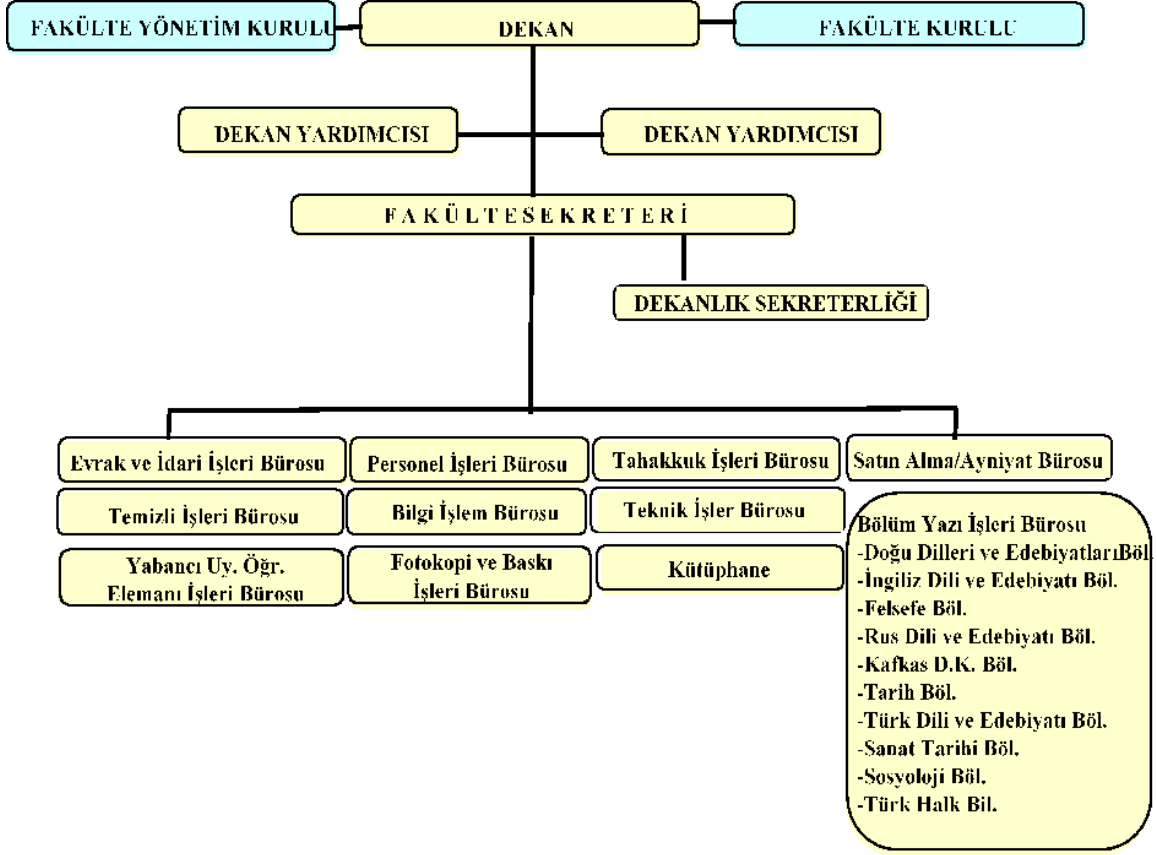 FAKÜLTE YÖNETİM KURULU
DEKAN
FAKÜLTE KURULU
DEKAN YARDIMCISI
DEKAN YARDIMCISI
F A K Ü L T E S E K R E T E R İ
DEKANLIK SEKRETERLİĞİ
Evrak ve İdari İşleri Bürosu
Personel İşleri Bürosu
Tahakkuk İşleri Bürosu
Satın Alma/Ayniyat Bürosu
Temizli İşleri Bürosu
Bilgi İşlem Bürosu
Teknik İşler Bürosu
Yabancı Uy. Öğr.
Elemanı İşleri Bürosu
Fotokopi ve Baskı
İşleri Bürosu
Kütüphane
Bölüm Yazı İşleri Bürosu
-Doğu Dilleri ve EdebiyatlarıBöl.
-İngiliz Dili ve Edebiyatı Böl.
-Felsefe Böl.
-Rus Dili ve Edebiyatı Böl.
-Kafkas D.K. Böl.
-Tarih Böl.
-Türk Dili ve Edebiyatı Böl.
-Sanat Tarihi Böl.
-Sosyoloji Böl.
-Türk Halk Bil.